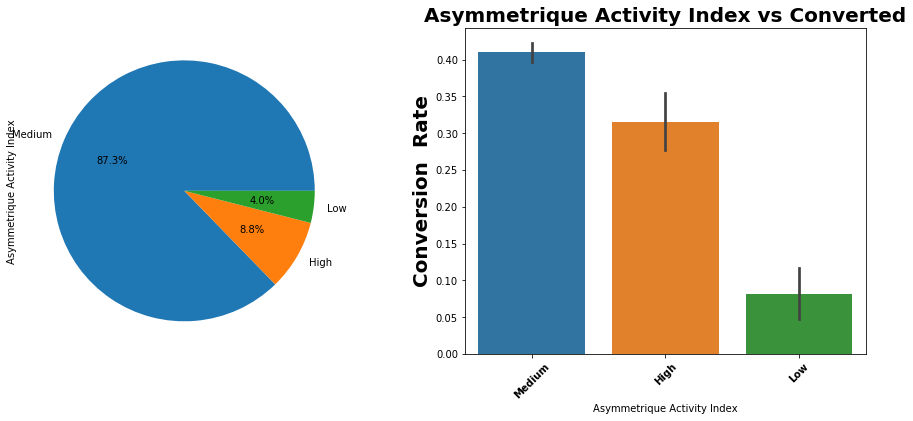 Asymmetrique Activity Index
Medium
87.3%
4.0%
Low
8.8%
High
Asymmetrique Activity Index vs Converted
Conversion Rate
0.40
0.35
0.30
0.25
0.20
0.15
0.10
0.05
0.00
Medium
High
Low
Asymmetrique Activity Index